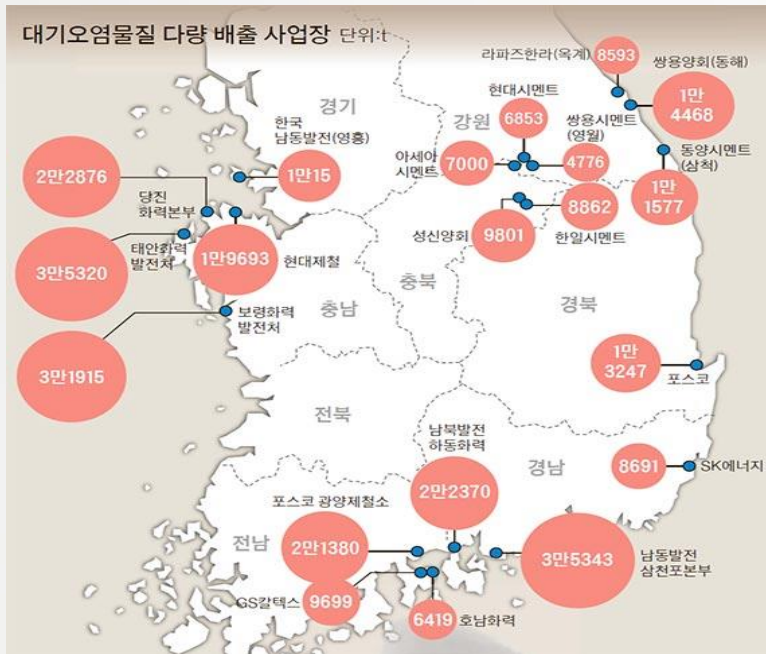 대기오염물질 다량 배출 사업장 단위:t
라파즈한라(옥계)
8593
쌍용양회(동해)
1만
4468
현대시멘트
6853
경기
강원
쌍용시멘트
(영월)
4776
한국
남동발전(영흥)
1만15
아세아
시멘트
7000
동양시멘트
(삼척)
1만
1577
2만2876
당진
화력본부
8862
한일시멘트
성신양회
9801
태안화력
발전처
3만5320
1만9693
현대제철
충북
충남
경북
보령화력
발전처
3만1915
1만
3247
포스코
전북
남북발전
하동화력
2만2370
경남
8691
SK에너지
포스코 광양제철소
2만1380
전남
3만5343
남동발전
삼천포본부
GS칼텍스
9699
6419
호남화력